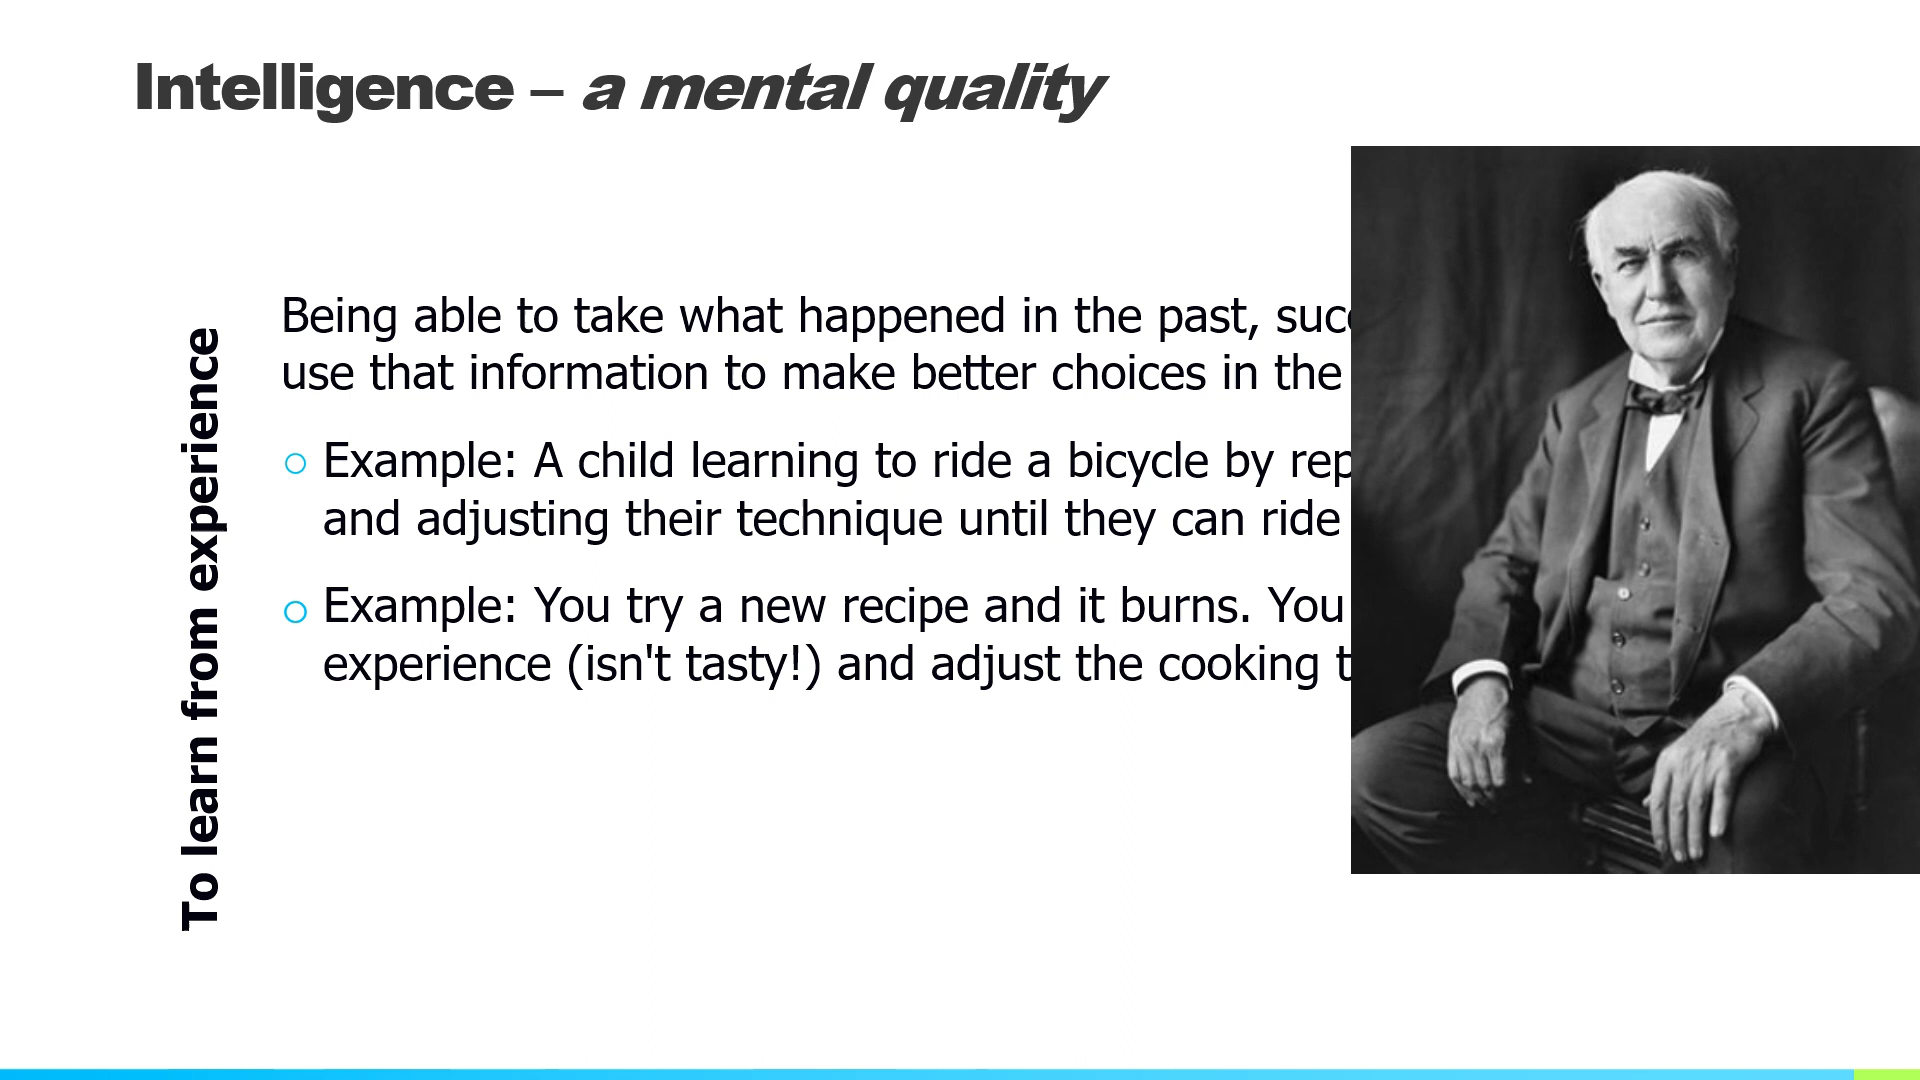 Intelligence – a mental quality
To learn from experience
Being able to take what happened in the past,
use that information to make better choices in the
Example: A child learning to ride a bicycle by
and adjusting their technique until they can ride
Example: You try a new recipe and it burns. You
experience (isn't tasty!) and adjust the cooking